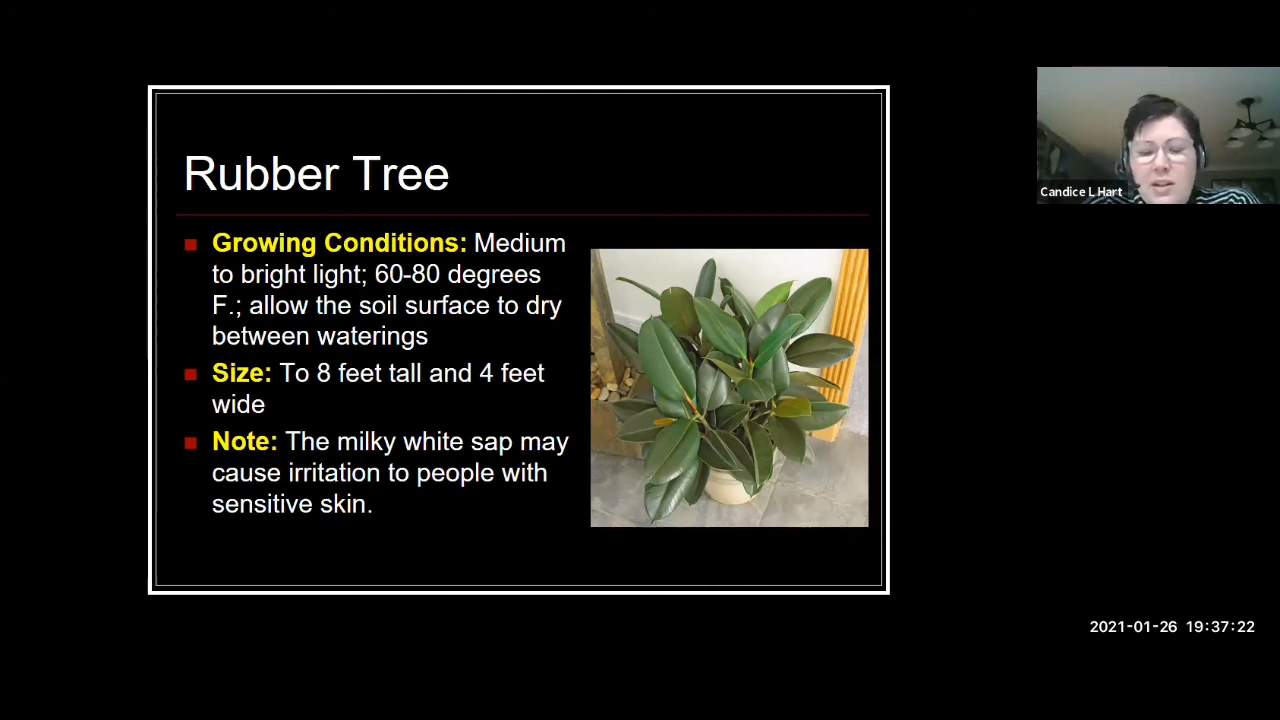 Rubber Tree
Growing Conditions: Medium
to bright light; 60-80 degrees
F.; allow the soil surface to dry
between waterings
Size: To 8 feet tall and 4 feet
wide
Note: The milky white sap may
cause irritation to people with
sensitive skin.
Candice L Hart
2021-01-26 19:37:22